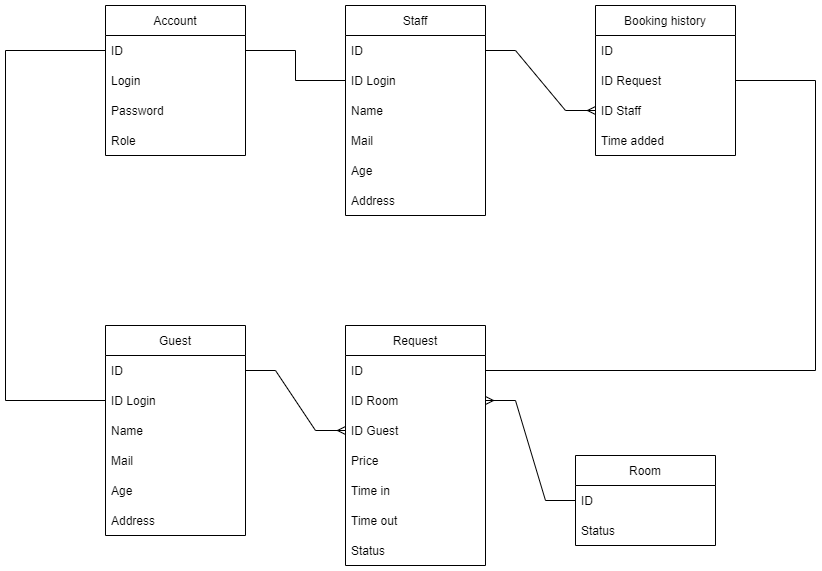 Account
ID
Login
Password
Role
Staff
ID
ID Login
Name
Mail
Age
Address
Booking history
ID
ID Request
ID Staff
Time added
Guest
ID
ID Login
Name
Mail
Age
Address
Request
ID
ID Room
ID Guest
Price
Time in
Time out
Status
Room
ID
Status